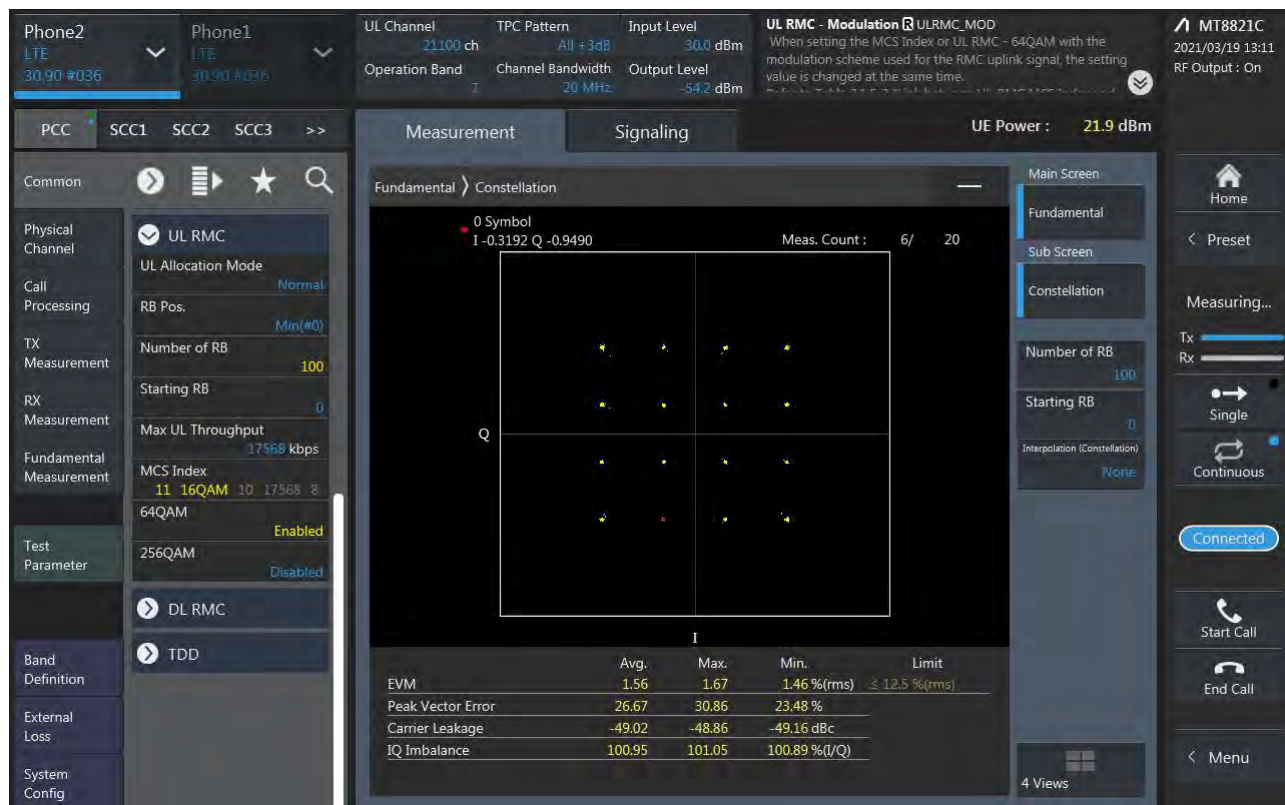 Phone2
LTE
30.90 #036
Phone1
LTE
30.90 #036
UL Channel
21100 ch
Operation Band
7
TPC Pattern
All +3dB
Channel Bandwidth
20 MHz
Input Level
30.0 dBm
Output Level
-54.2 dBm
UL RMC - Modulation R ULRMC_MOD
When setting the MCS Index or UL RMC - 64QAM with the
modulation scheme used for the RMC uplink signal, the setting
value is changed at the same time.
MT8821C
2021/03/19 13:11
RF Output : On
PCC SCC1 SCC2 SCC3 >>
Measurement
Signaling
UE Power : 21.9 dBm
Common
Physical
Channel
Call
Processing
TX
Measurement
RX
Measurement
Fundamental
Measurement
Test
Parameter
Band
Definition
External
Loss
System
Config
UL RMC
UL Allocation Mode
Normal
RB Pos.
Min(#0)
Number of RB
100
Starting RB
0
Max UL Throughput
17568 kbps
MCS Index
11 16QAM 10 17568 8
64QAM
Enabled
256QAM
Disabled
DL RMC
TDD
Fundamental > Constellation
0 Symbol
I -0.3192 Q -0.9490
Meas. Count : 6/ 20
Q
I
Avg. Max. Min. Limit
EVM 1.56 1.67 1.46 %(rms) ≤ 12.5 %(rms)
Peak Vector Error 26.67 30.86 23.48 %
Carrier Leakage -49.02 -48.86 -49.16 dBc
IQ Imbalance 100.95 101.05 100.89 %(I/Q)
Main Screen
Fundamental
Sub Screen
Constellation
Number of RB
100
Starting RB
0
Interpolation (Constellation)
None
4 Views
Home
< Preset
Measuring...
Tx
Rx
Single
Continuous
Connected
Start Call
End Call
< Menu